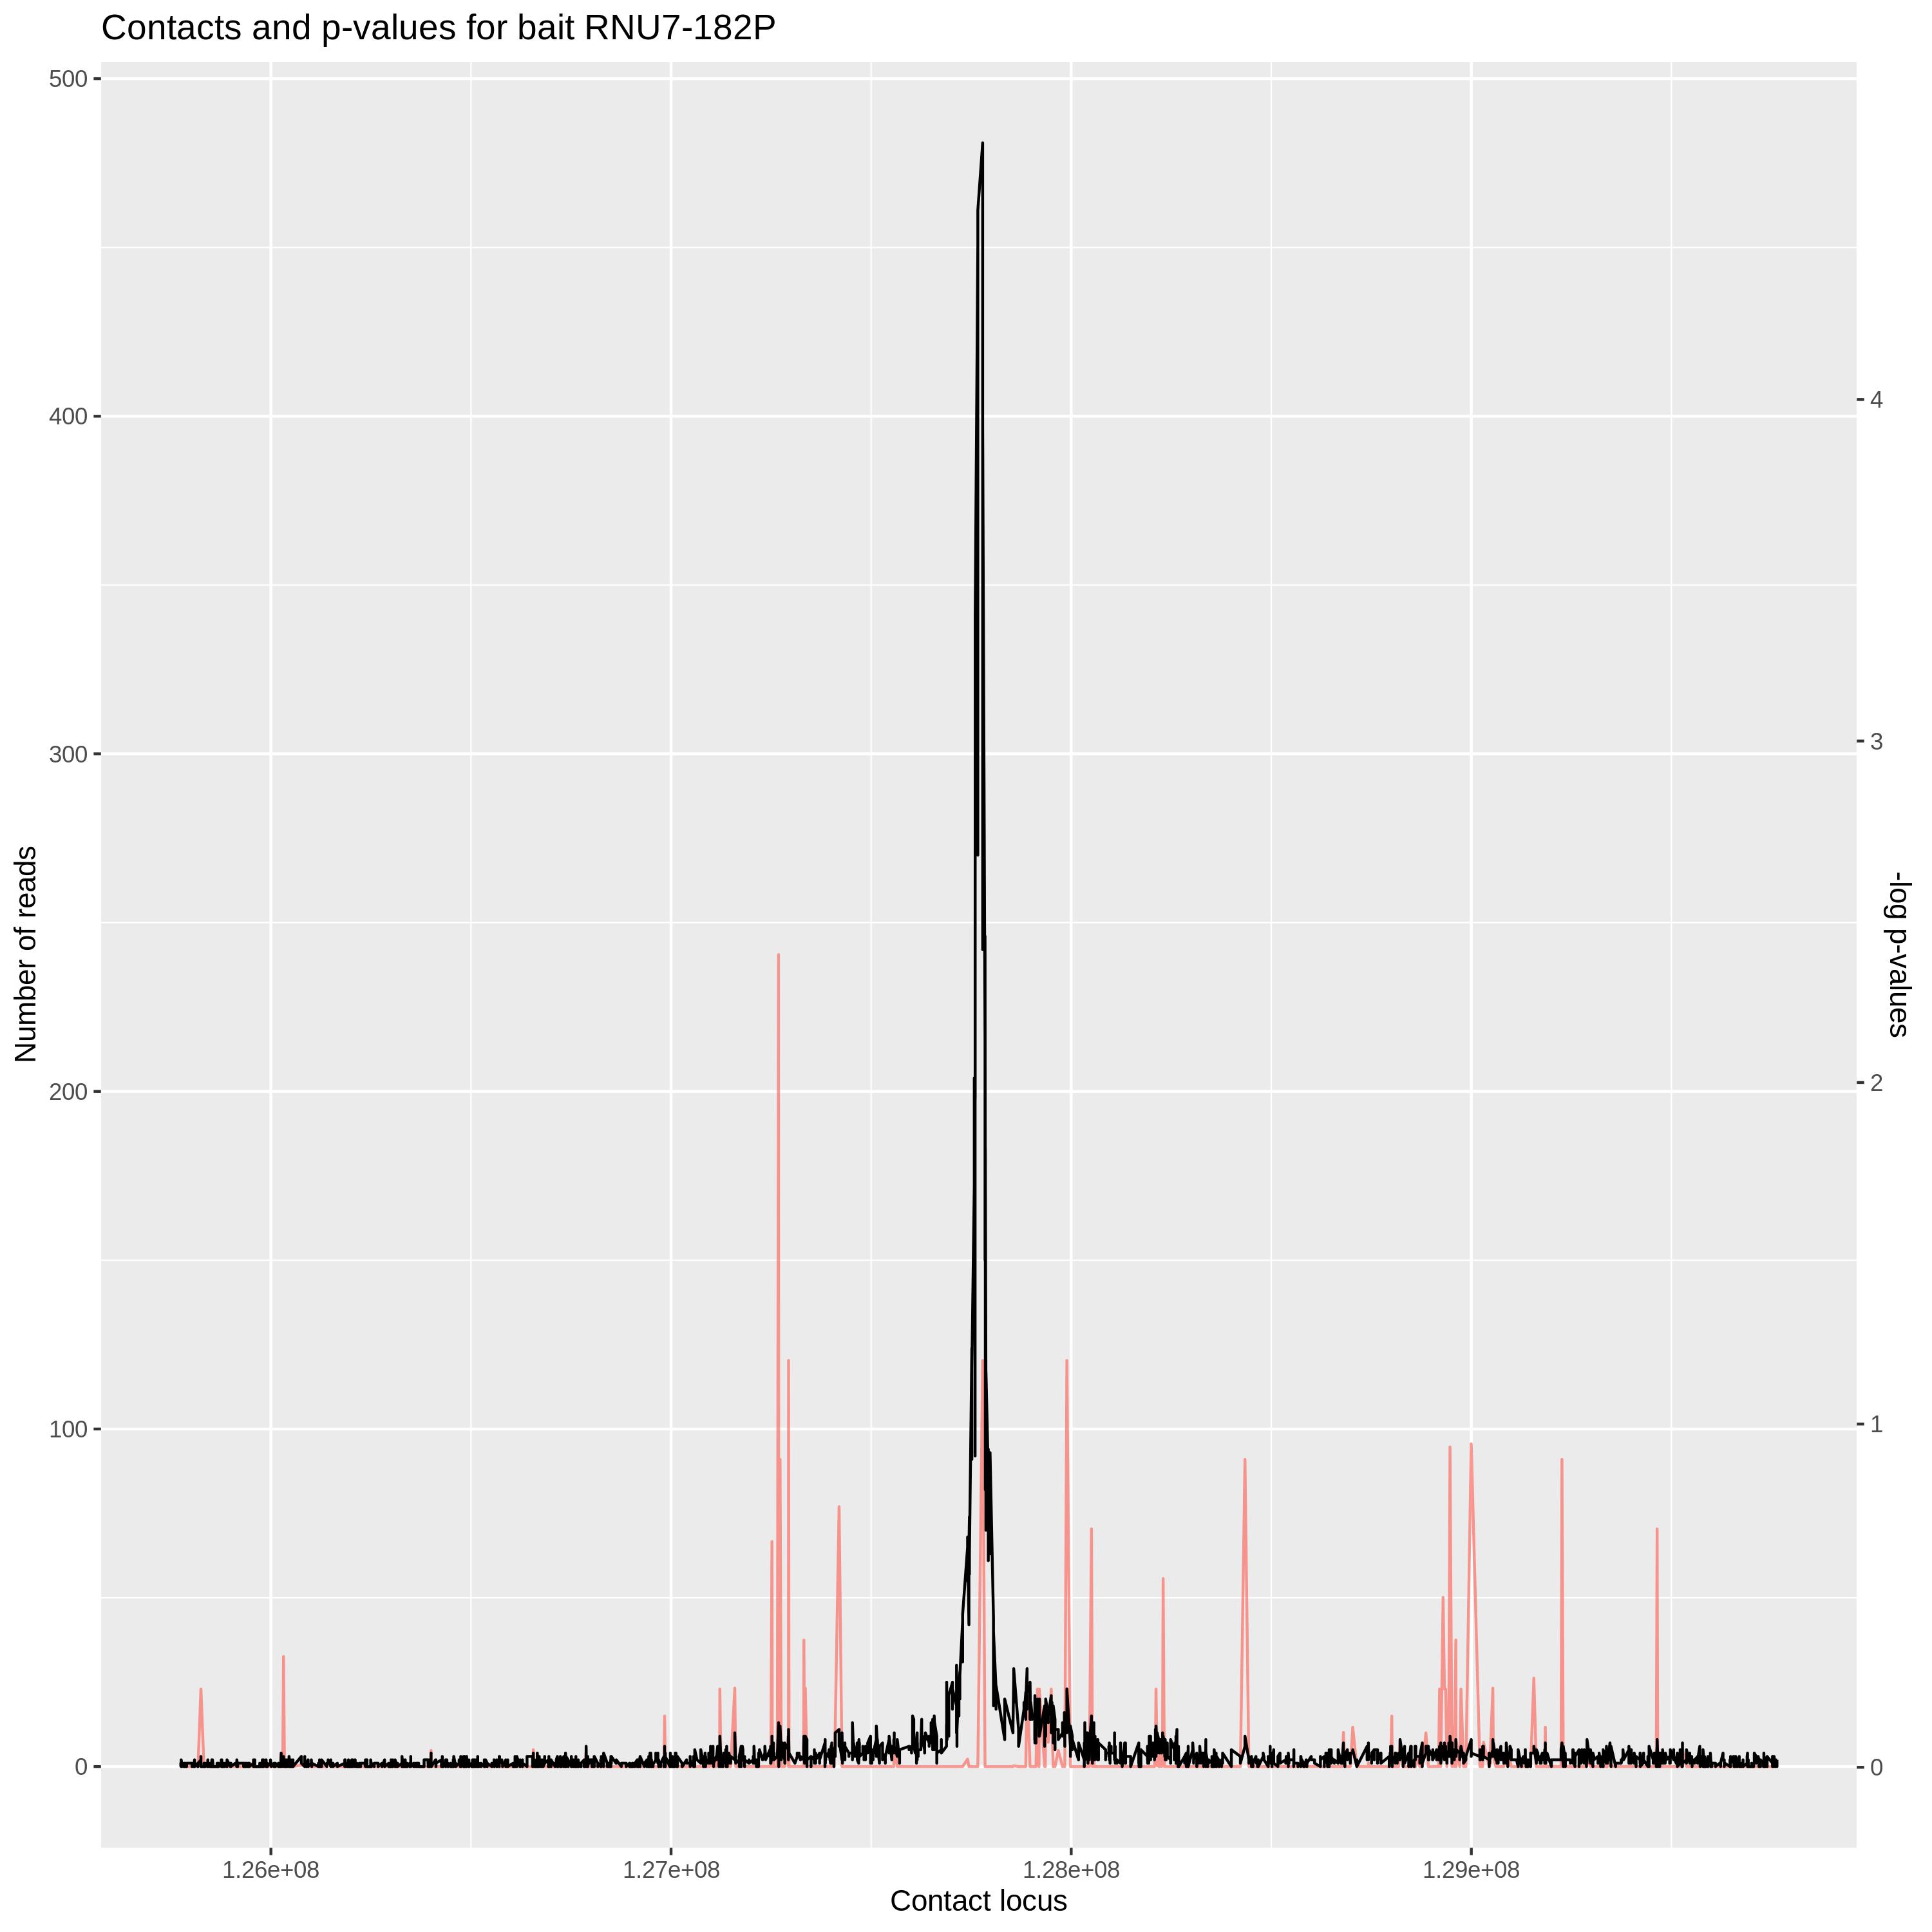 Contacts and p-values for bait RNU7-182P
500
400
300
200
100
0
Number of reads
4
3
2
1
0
-log p-values
1.26e+08
1.27e+08
1.28e+08
1.29e+08
Contact locus